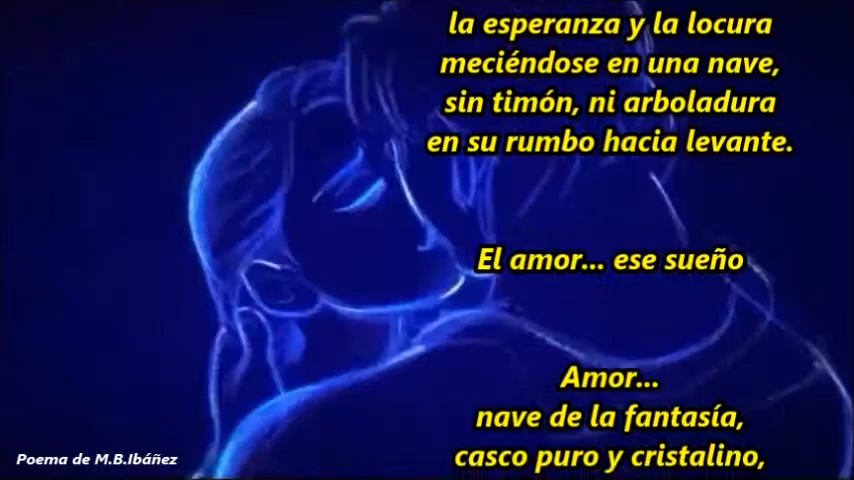 la esperanza y la locura
meciéndose en una nave,
sin timón, ni arboladura
en su rumbo hacia levante.
El amor... ese sueño
Amor...
nave de la fantasía,
casco puro y cristalino,
Poema de M.B.Ibáñez